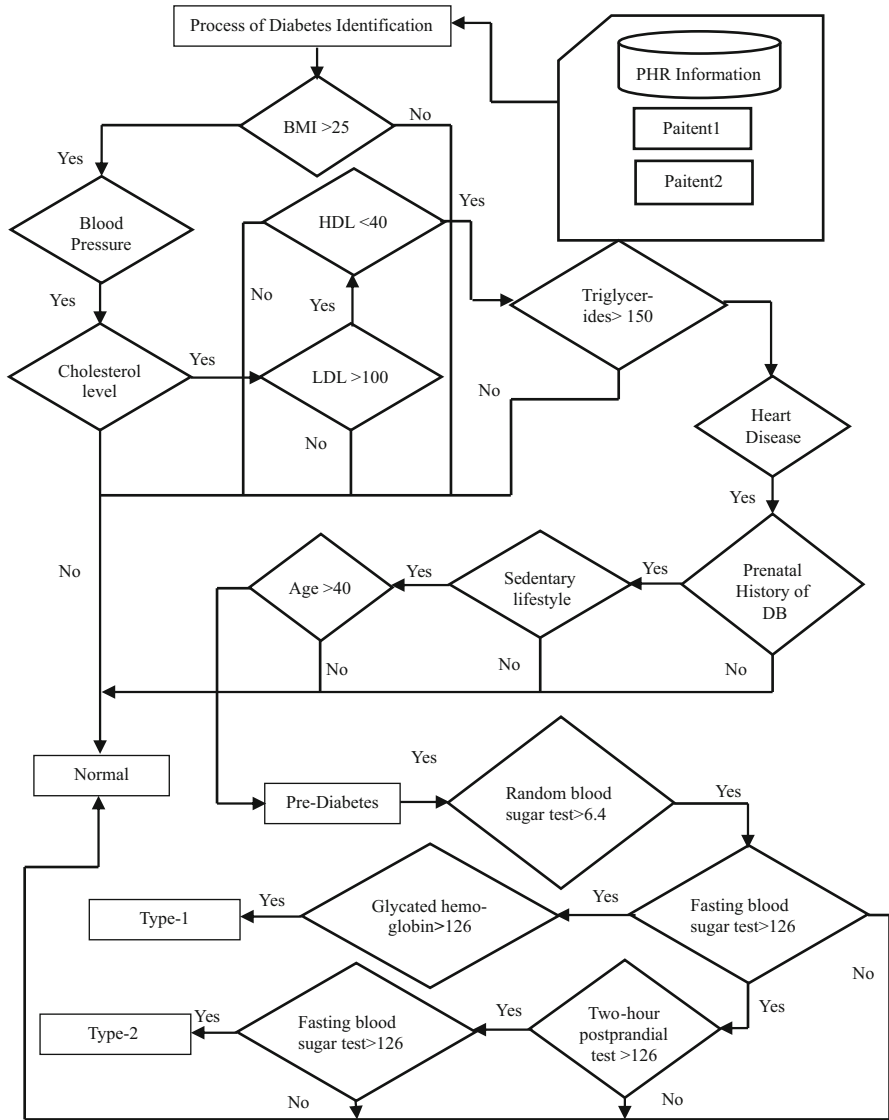 Process of Diabetes Identification
PHR Information
Paitent1
Paitent2
BMI >25
No
Yes
Blood
Pressure
HDL <40
Yes
No
Yes
Yes
Triglycer-
ides> 150
Cholesterol
level
Yes
LDL >100
No
No
Heart
Disease
Yes
No
Age >40
Yes
Sedentary
lifestyle
Yes
Prenatal
History of
DB
No
No
No
Normal
Pre-Diabetes
Yes
Random blood
sugar test>6.4
Yes
Type-1
Yes
Glycated hemo-
globin>126
Yes
Fasting blood
sugar test>126
No
Type-2
Yes
Fasting blood
sugar test>126
Yes
Two-hour
postprandial
test >126
Yes
No
No